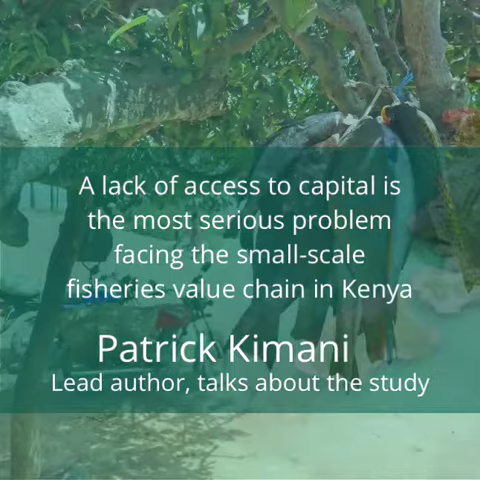 A lack of access to capital is
the most serious problem
facing the small-scale
fisheries value chain in Kenya
Patrick Kimani
Lead author, talks about the study